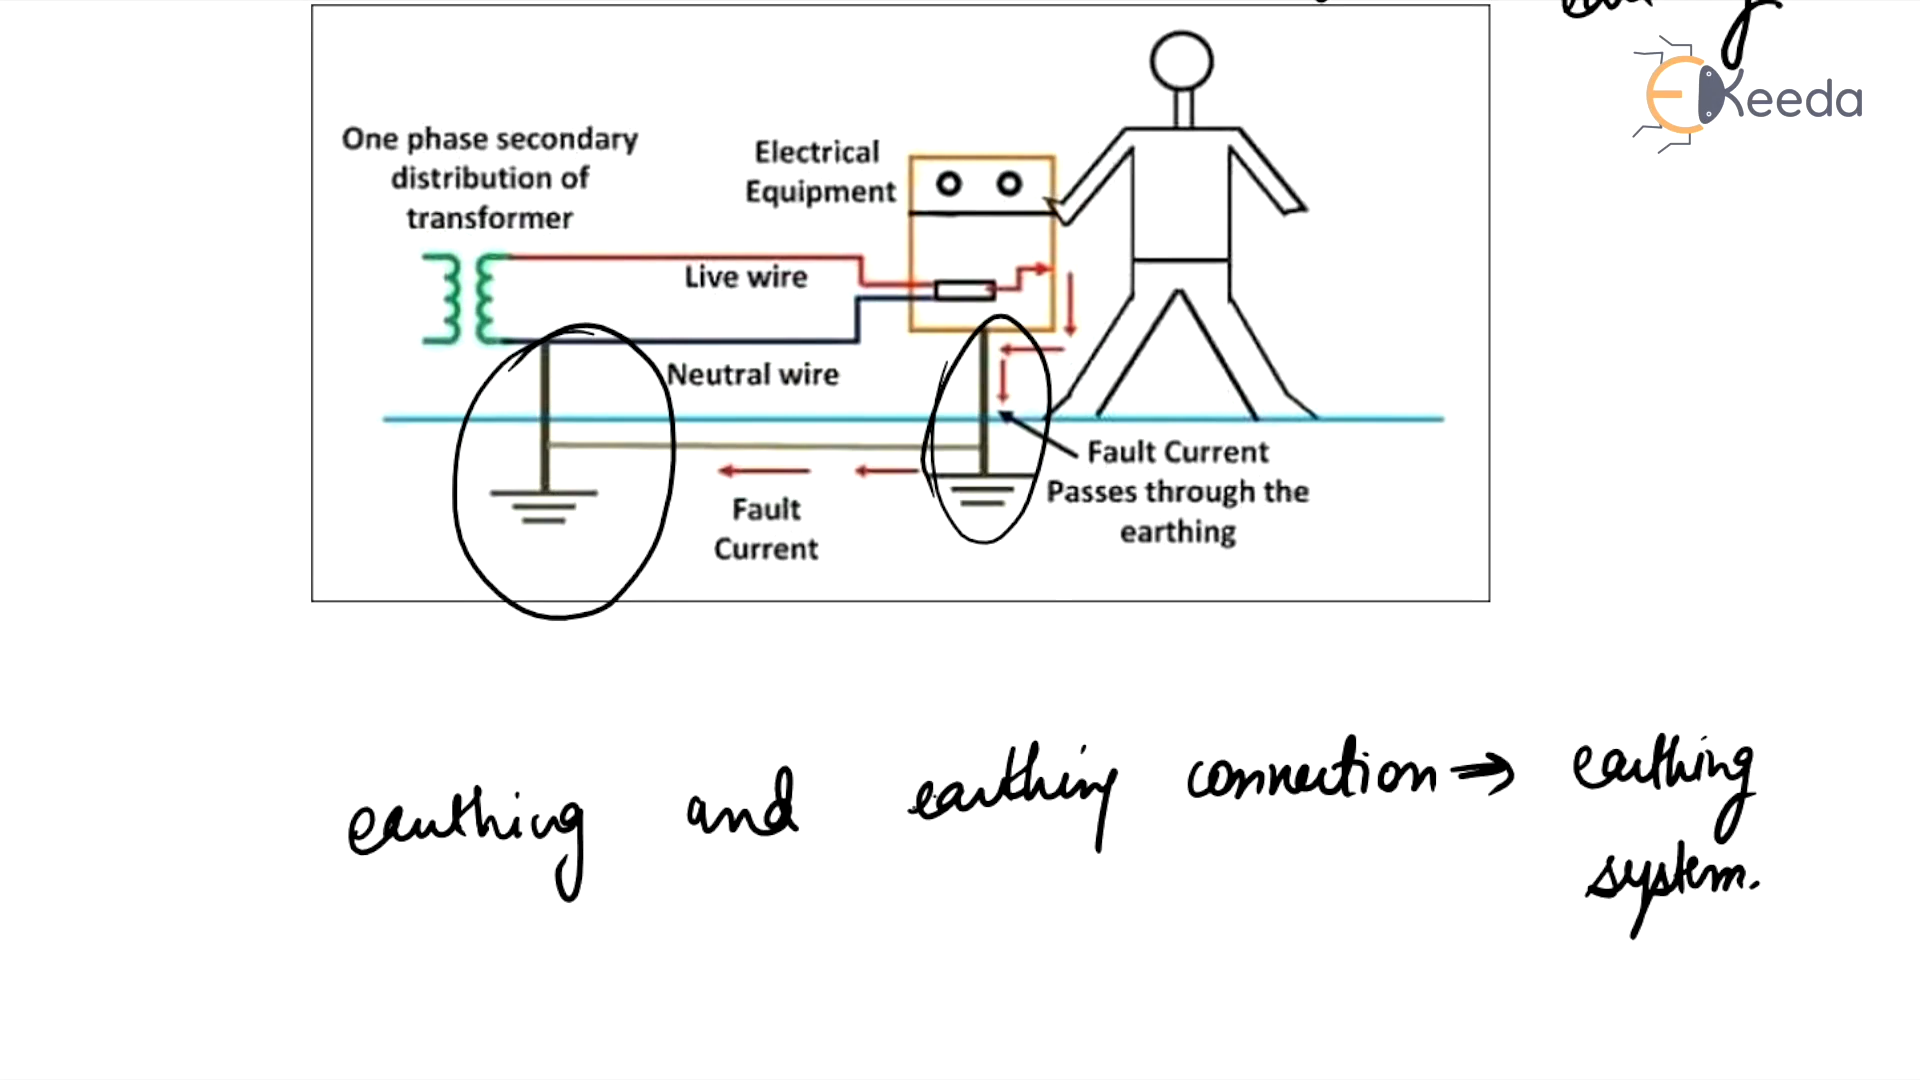 EKeeda
One phase secondary
distribution of
transformer
Electrical
Equipment
Live wire
Neutral wire
Fault Current
Passes through the
earthing
Fault
Current
earthing and earthing connection → earthing
system.